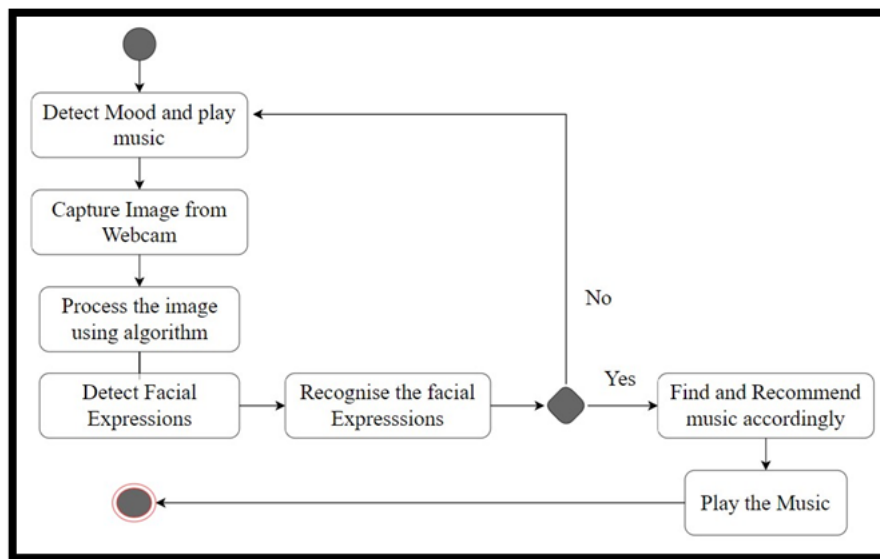 Detect Mood and play
music
Capture Image from
Webcam
Process the image
using algorithm
Detect Facial
Expressions
Recognise the facial
Expresssions
No
Yes
Find and Recommend
music accordingly
Play the Music